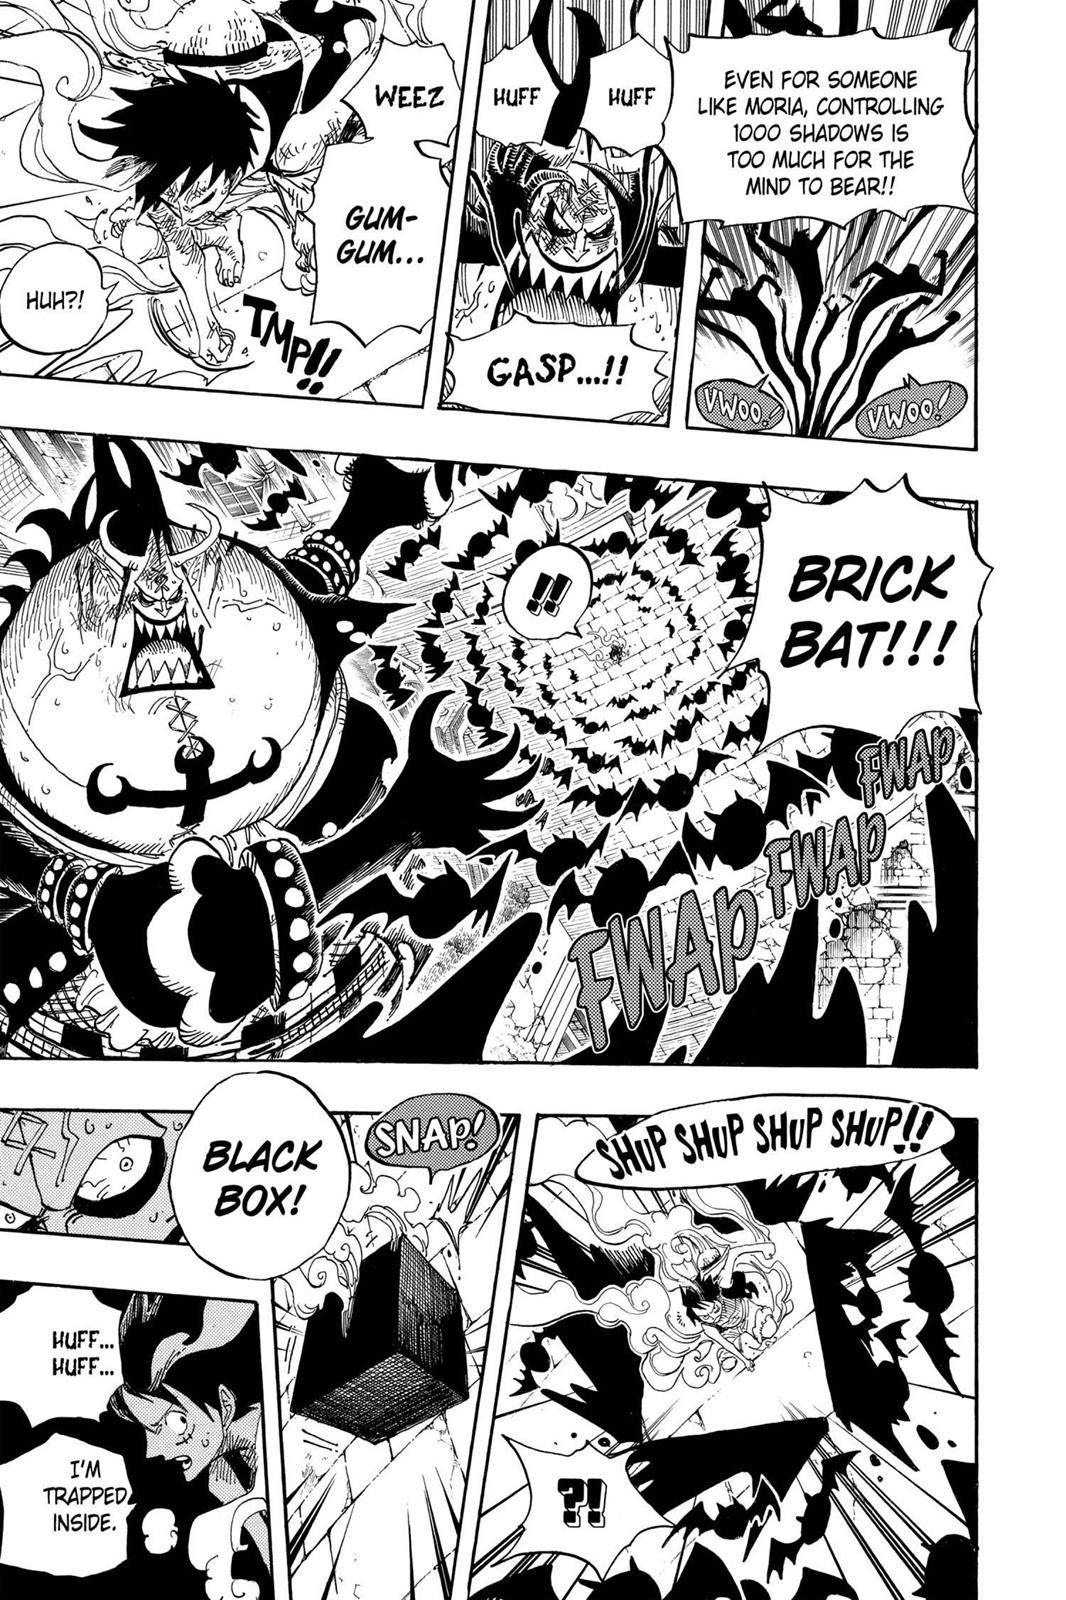 EVEN FOR SOMEONE
LIKE MORIA, CONTROLLING
1000 SHADOWS IS
TOO MUCH FOR THE
MIND TO BEAR!!
VWOO!
VWOO!
HUFF
HUFF
GASP...!!
WEEZ
GUM-
GUM...
TMP!!
HUH?!
BRICK
BAT!!!
!!
FWAP
FWAP
FWAP
SHUP SHUP SHUP SHUP!!
?!
SNAP!
BLACK
BOX!
HUFF...
HUFF...
I'M
TRAPPED
INSIDE.